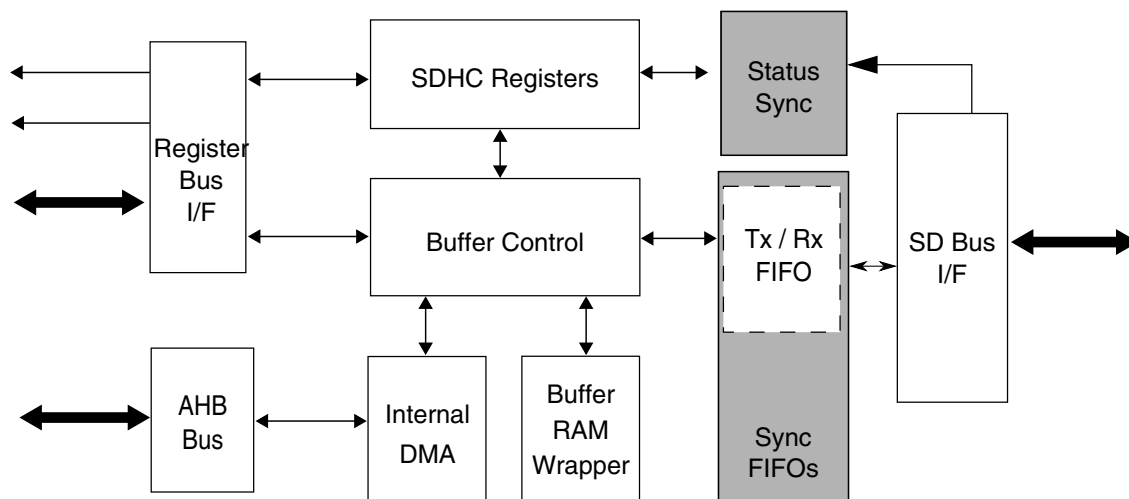 SDHC Registers
Status
Sync
Register
Bus
I/F
Buffer Control
Tx / Rx
FIFO
SD Bus
I/F
AHB
Bus
Internal
DMA
Buffer
RAM
Wrapper
Sync
FIFOs